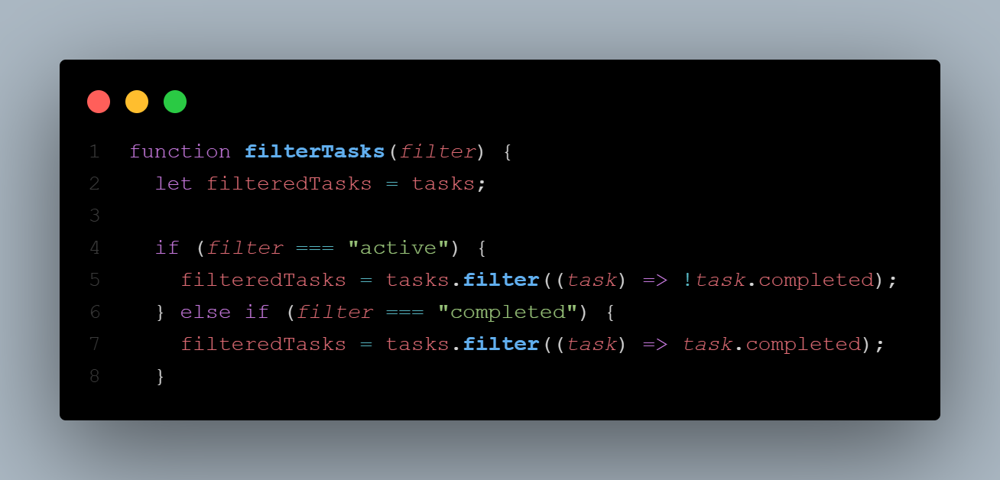 1 function filterTasks(filter) {
2   let filteredTasks = tasks;
3
4   if (filter === "active") {
5     filteredTasks = tasks.filter((task) => !task.completed);
6   } else if (filter === "completed") {
7     filteredTasks = tasks.filter((task) => task.completed);
8   }